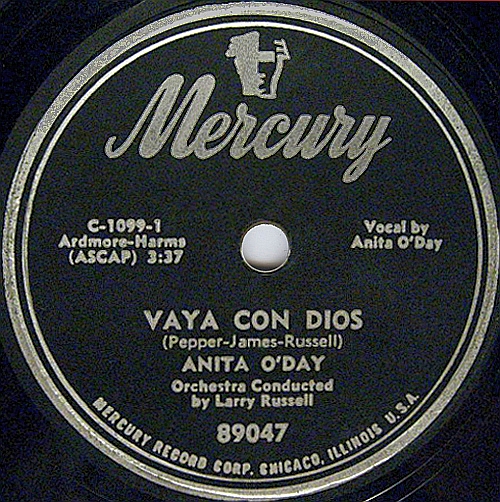 Mercury
C-1099-1
Ardmore-Harms
(ASCAP) 3:37
Vocal by
Anita O'Day
VAYA CON DIOS
(Pepper-James-Russell)
ANITA O'DAY
Orchestra Conducted
by Larry Russell
89047
MERCURY RECORD CORP. CHICAGO, ILLINOIS U.S.A.